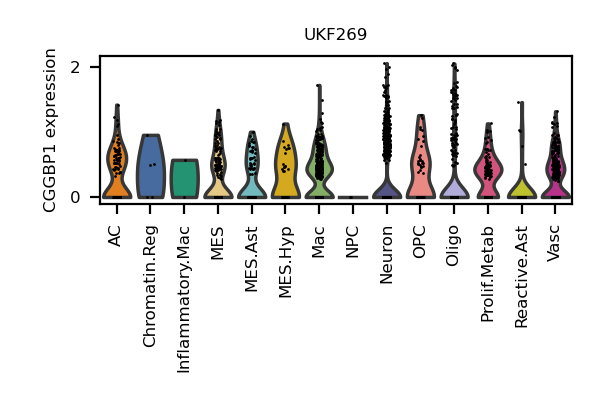 UKF269
CGGBP1 expression
2
0
AC
Chromatin.Reg
Inflammatory.Mac
MES
MES.Ast
MES.Hyp
Mac
NPC
Neuron
OPC
Oligo
Prolif.Metab
Reactive.Ast
Vasc